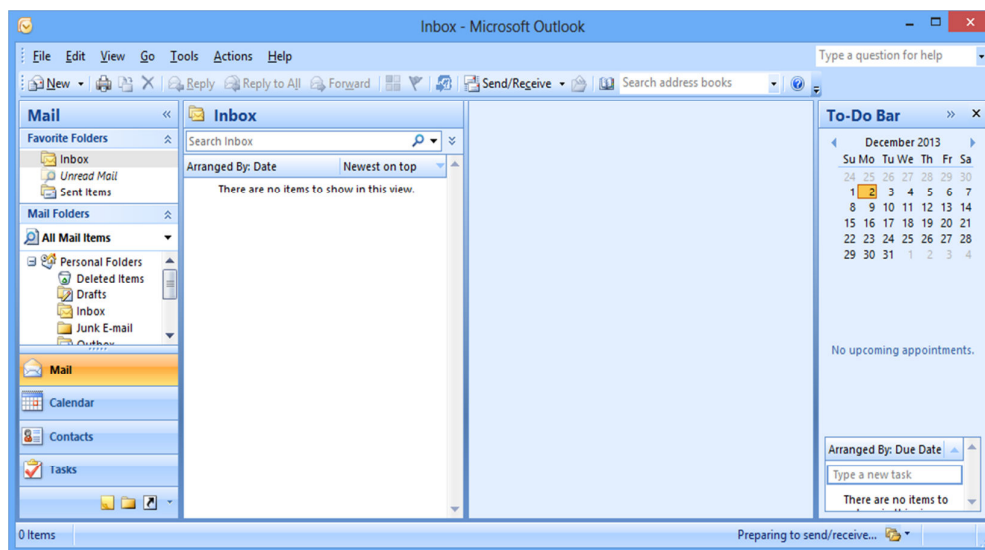 Inbox - Microsoft Outlook
File Edit View Go Tools Actions Help
Type a question for help
New Reply Reply to All Forward Send/Receive Search address books
Mail
Favorite Folders
Inbox
Unread Mail
Sent Items
Mail Folders
All Mail Items
Personal Folders
Deleted Items
Drafts
Inbox
Junk E-mail
Outbox
Mail
Calendar
Contacts
Tasks
Inbox
Search Inbox
Arranged By: Date Newest on top
There are no items to show in this view.
To-Do Bar
December 2013
Su Mo Tu We Th Fr Sa
24 25 26 27 28 29 30
1 2 3 4 5 6 7
8 9 10 11 12 13 14
15 16 17 18 19 20 21
22 23 24 25 26 27 28
29 30 31 1 2 3 4
No upcoming appointments.
Arranged By: Due Date
Type a new task
There are no items to
0 Items
Preparing to send/receive...